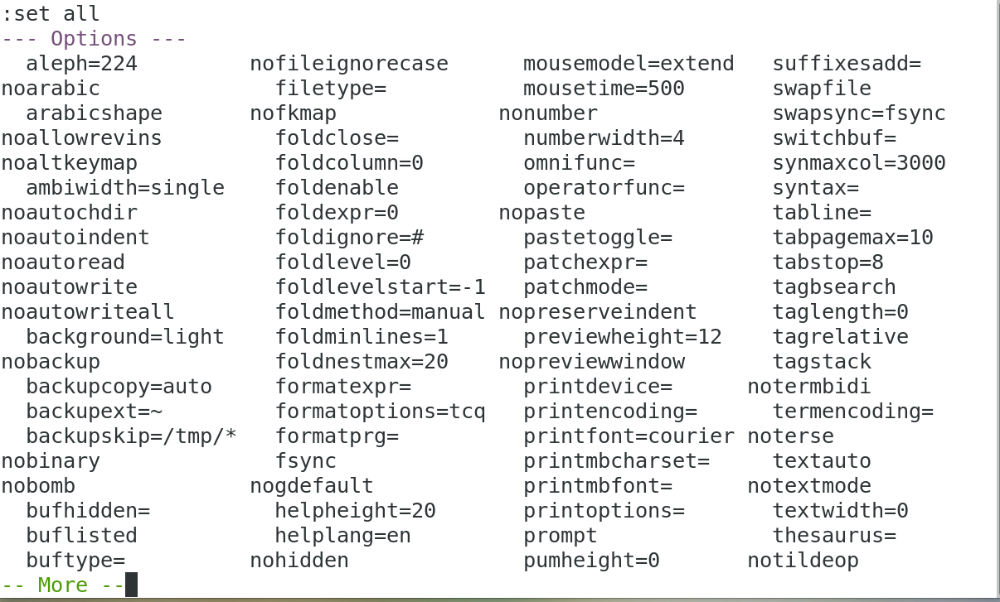 :set all
--- Options ---
  aleph=224         nofileignorecase      mousemodel=extend   suffixesadd=
noarabic              filetype=           mousetime=500       swapfile
  arabicshape       nofkmap             nonumber              swapsync=fsync
noallowrevins         foldclose=          numberwidth=4       switchbuf=
noaltkeymap           foldcolumn=0        omnifunc=           synmaxcol=3000
  ambiwidth=single    foldenable          operatorfunc=       syntax=
noautochdir           foldexpr=0        nopaste               tabline=
noautoindent          foldignore=#        pastetoggle=        tabpagemax=10
noautoread            foldlevel=0         patchexpr=          tabstop=8
noautowrite           foldlevelstart=-1   patchmode=          tagbsearch
noautowriteall        foldmethod=manual nopreserveindent      taglength=0
  background=light    foldminlines=1      previewheight=12    tagrelative
nobackup              foldnestmax=20    nopreviewwindow       tagstack
  backupcopy=auto     formatexpr=         printdevice=      notermbidi
  backupext=~         formatoptions=tcq   printencoding=      termencoding=
  backupskip=/tmp/*   formatprg=          printfont=courier noterse
nobinary              fsync               printmbcharset=     textauto
nobomb              nogdefault            printmbfont=      notextmode
  bufhidden=          helpheight=20       printoptions=       textwidth=0
  buflisted           helplang=en         prompt              thesaurus=
  buftype=          nohidden              pumheight=0       notildeop
-- More --